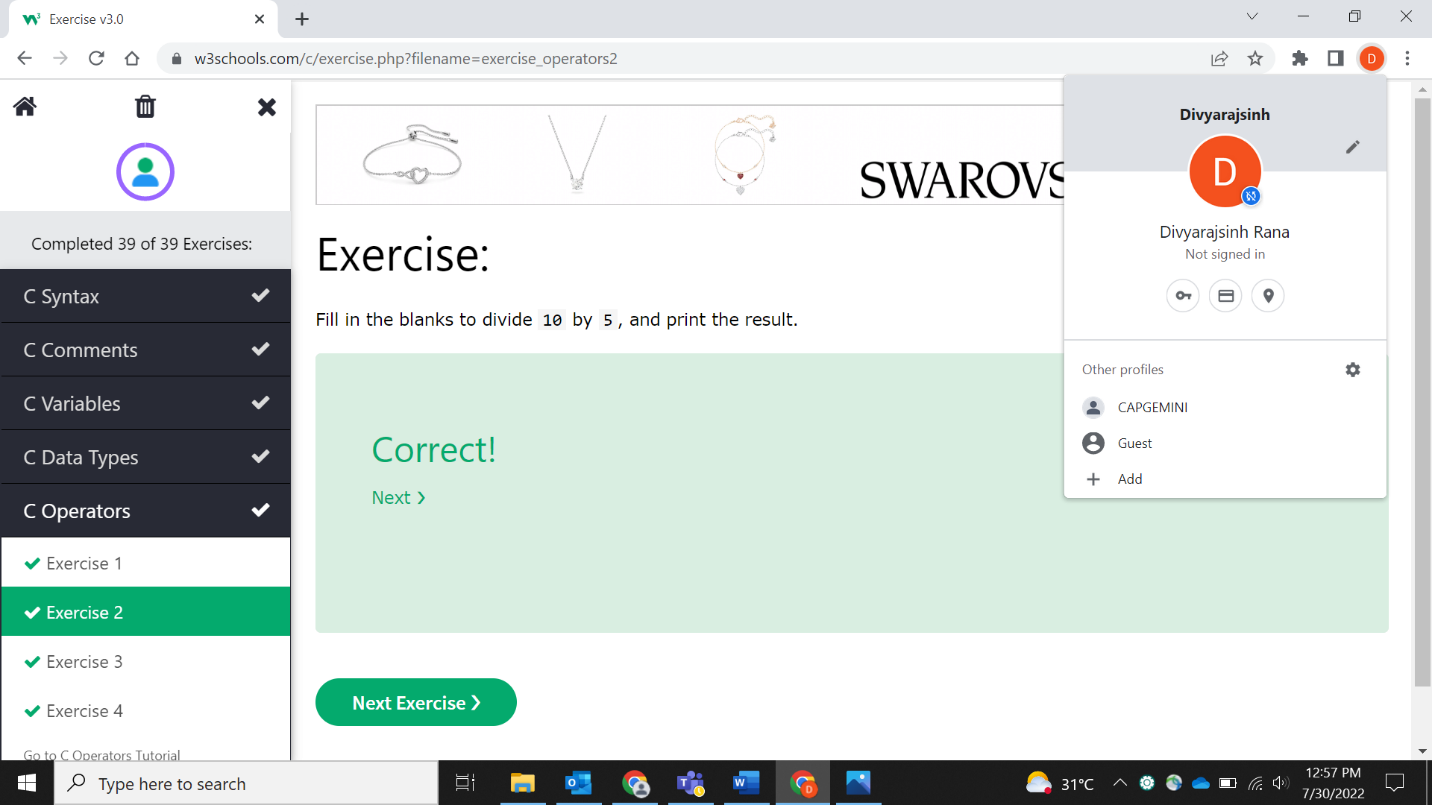 Exercise v3.0
w3schools.com/c/exercise.php?filename=exercise_operators2
D
Completed 39 of 39 Exercises:
C Syntax
C Comments
C Variables
C Data Types
C Operators
Exercise 1
Exercise 2
Exercise 3
Exercise 4
Go to C Operators Tutorial
SWAROVS
Exercise:
Fill in the blanks to divide 10 by 5, and print the result.
Correct!
Next ❯
Next Exercise ❯
Divyarajsinh
D
Divyarajsinh Rana
Not signed in
Other profiles
CAPGEMINI
Guest
+ Add
Type here to search
31°C
12:57 PM
7/30/2022